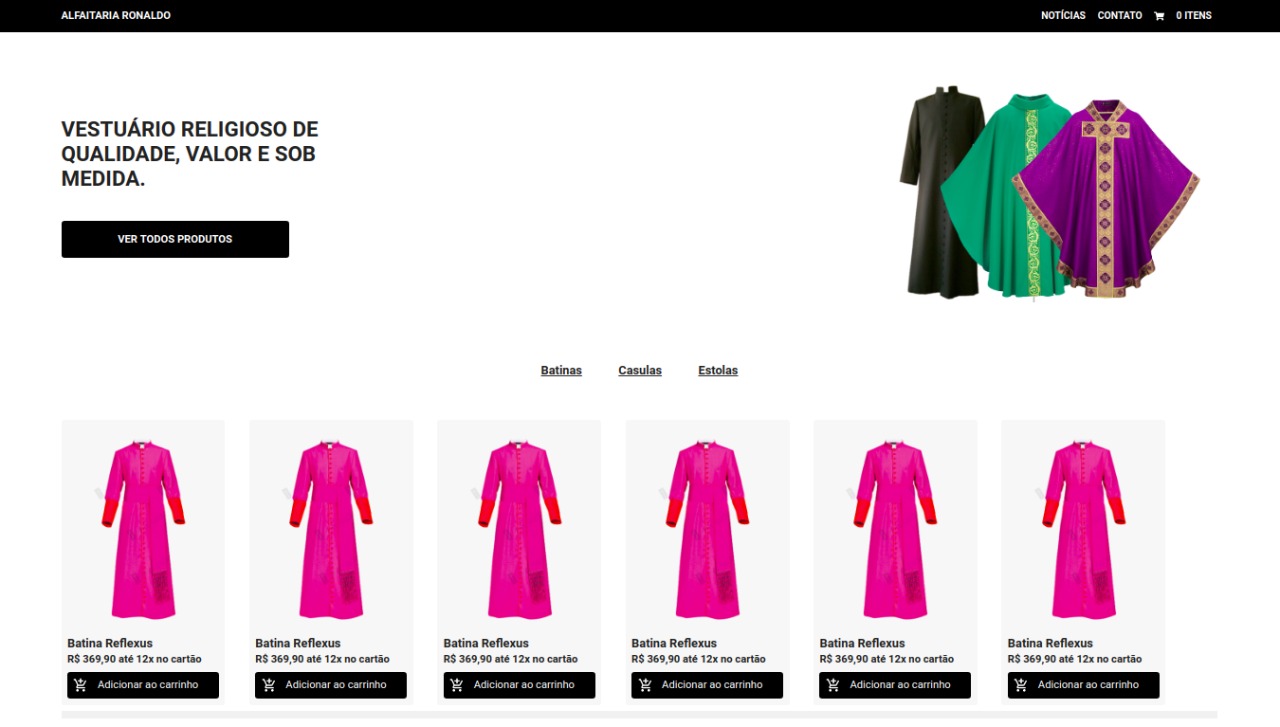 ALFAITARIA RONALDO
NOTÍCIAS CONTATO 0 ITENS
VESTUÁRIO RELIGIOSO DE
QUALIDADE, VALOR E SOB
MEDIDA.
VER TODOS PRODUTOS
Batinas Casulas Estolas
Batina Reflexus Batina Reflexus Batina Reflexus Batina Reflexus Batina Reflexus Batina Reflexus
R$ 369,90 até 12x no cartão R$ 369,90 até 12x no cartão R$ 369,90 até 12x no cartão R$ 369,90 até 12x no cartão R$ 369,90 até 12x no cartão R$ 369,90 até 12x no cartão
Adicionar ao carrinho Adicionar ao carrinho Adicionar ao carrinho Adicionar ao carrinho Adicionar ao carrinho Adicionar ao carrinho